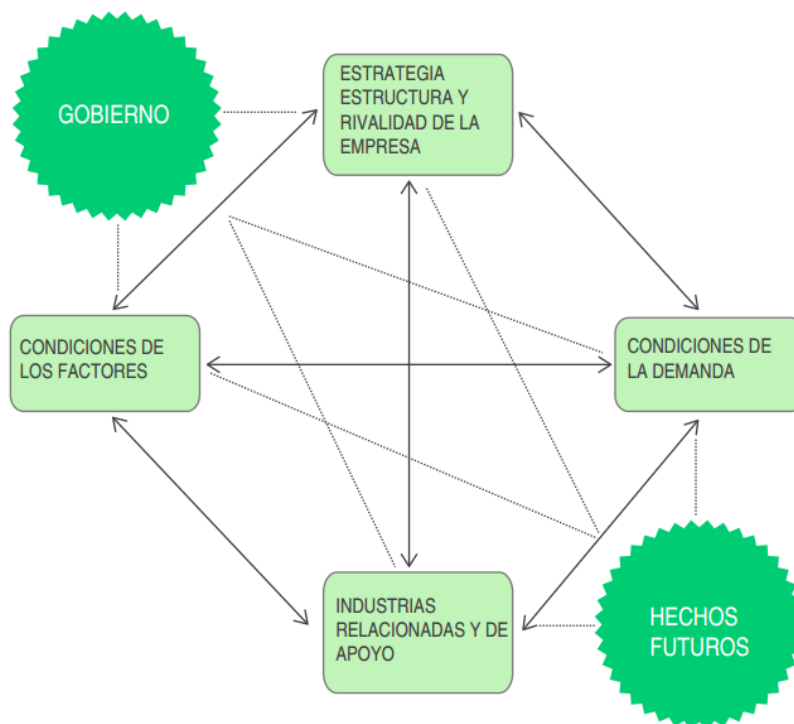 GOBIERNO
ESTRATEGIA
ESTRUCTURA Y
RIVALIDAD DE LA
EMPRESA
CONDICIONES DE
LOS FACTORES
CONDICIONES DE
LA DEMANDA
INDUSTRIAS
RELACIONADAS Y DE
APOYO
HECHOS
FUTUROS